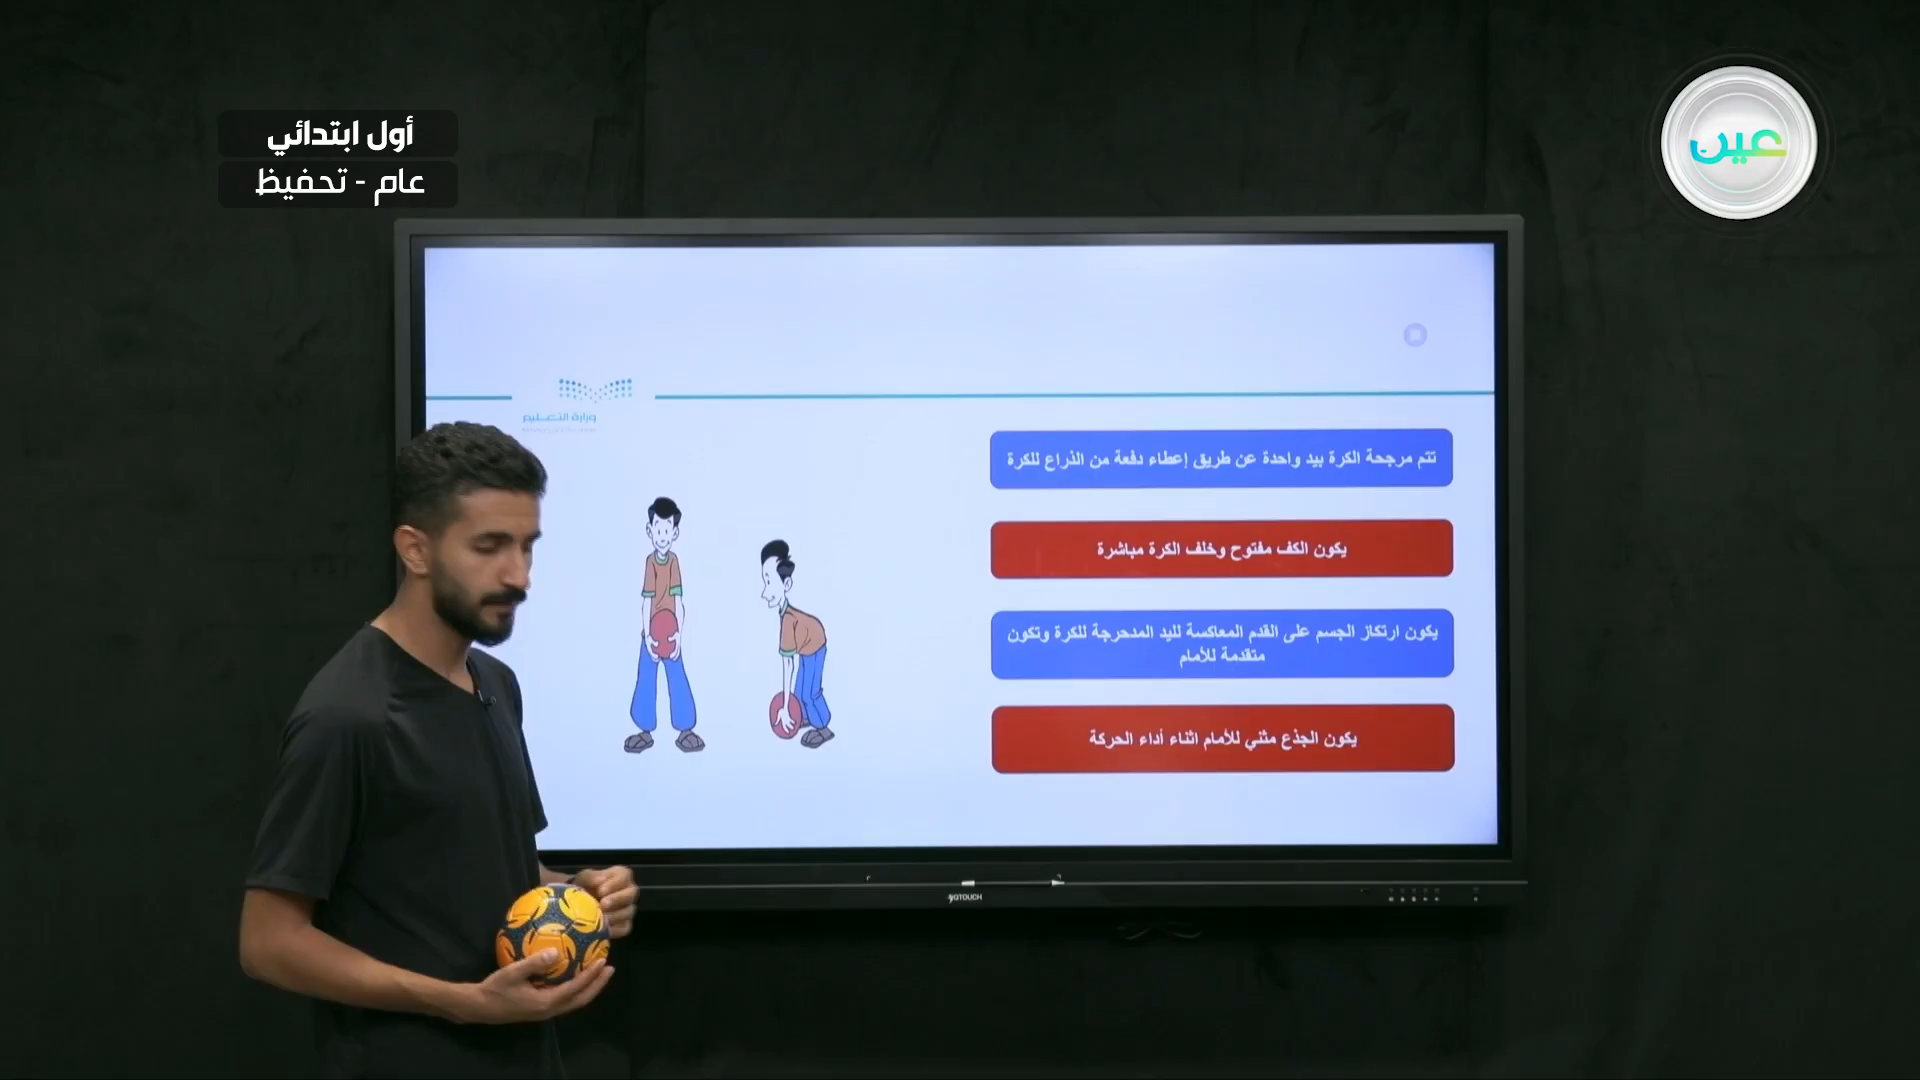 أول ابتدائي
عام - تحفيظ
عين
وزارة التعليم
تتم مرجحة الكرة بيد واحدة عن طريق إعطاء دفعة من الذراع للكرة
يكون الكف مفتوح وخلف الكرة مباشرة
يكون ارتكاز الجسم على القدم المعاكسة لليد المدحرجة للكرة وتكون
متقدمة للأمام
يكون الجذع مثني للأمام اثناء أداء الحركة